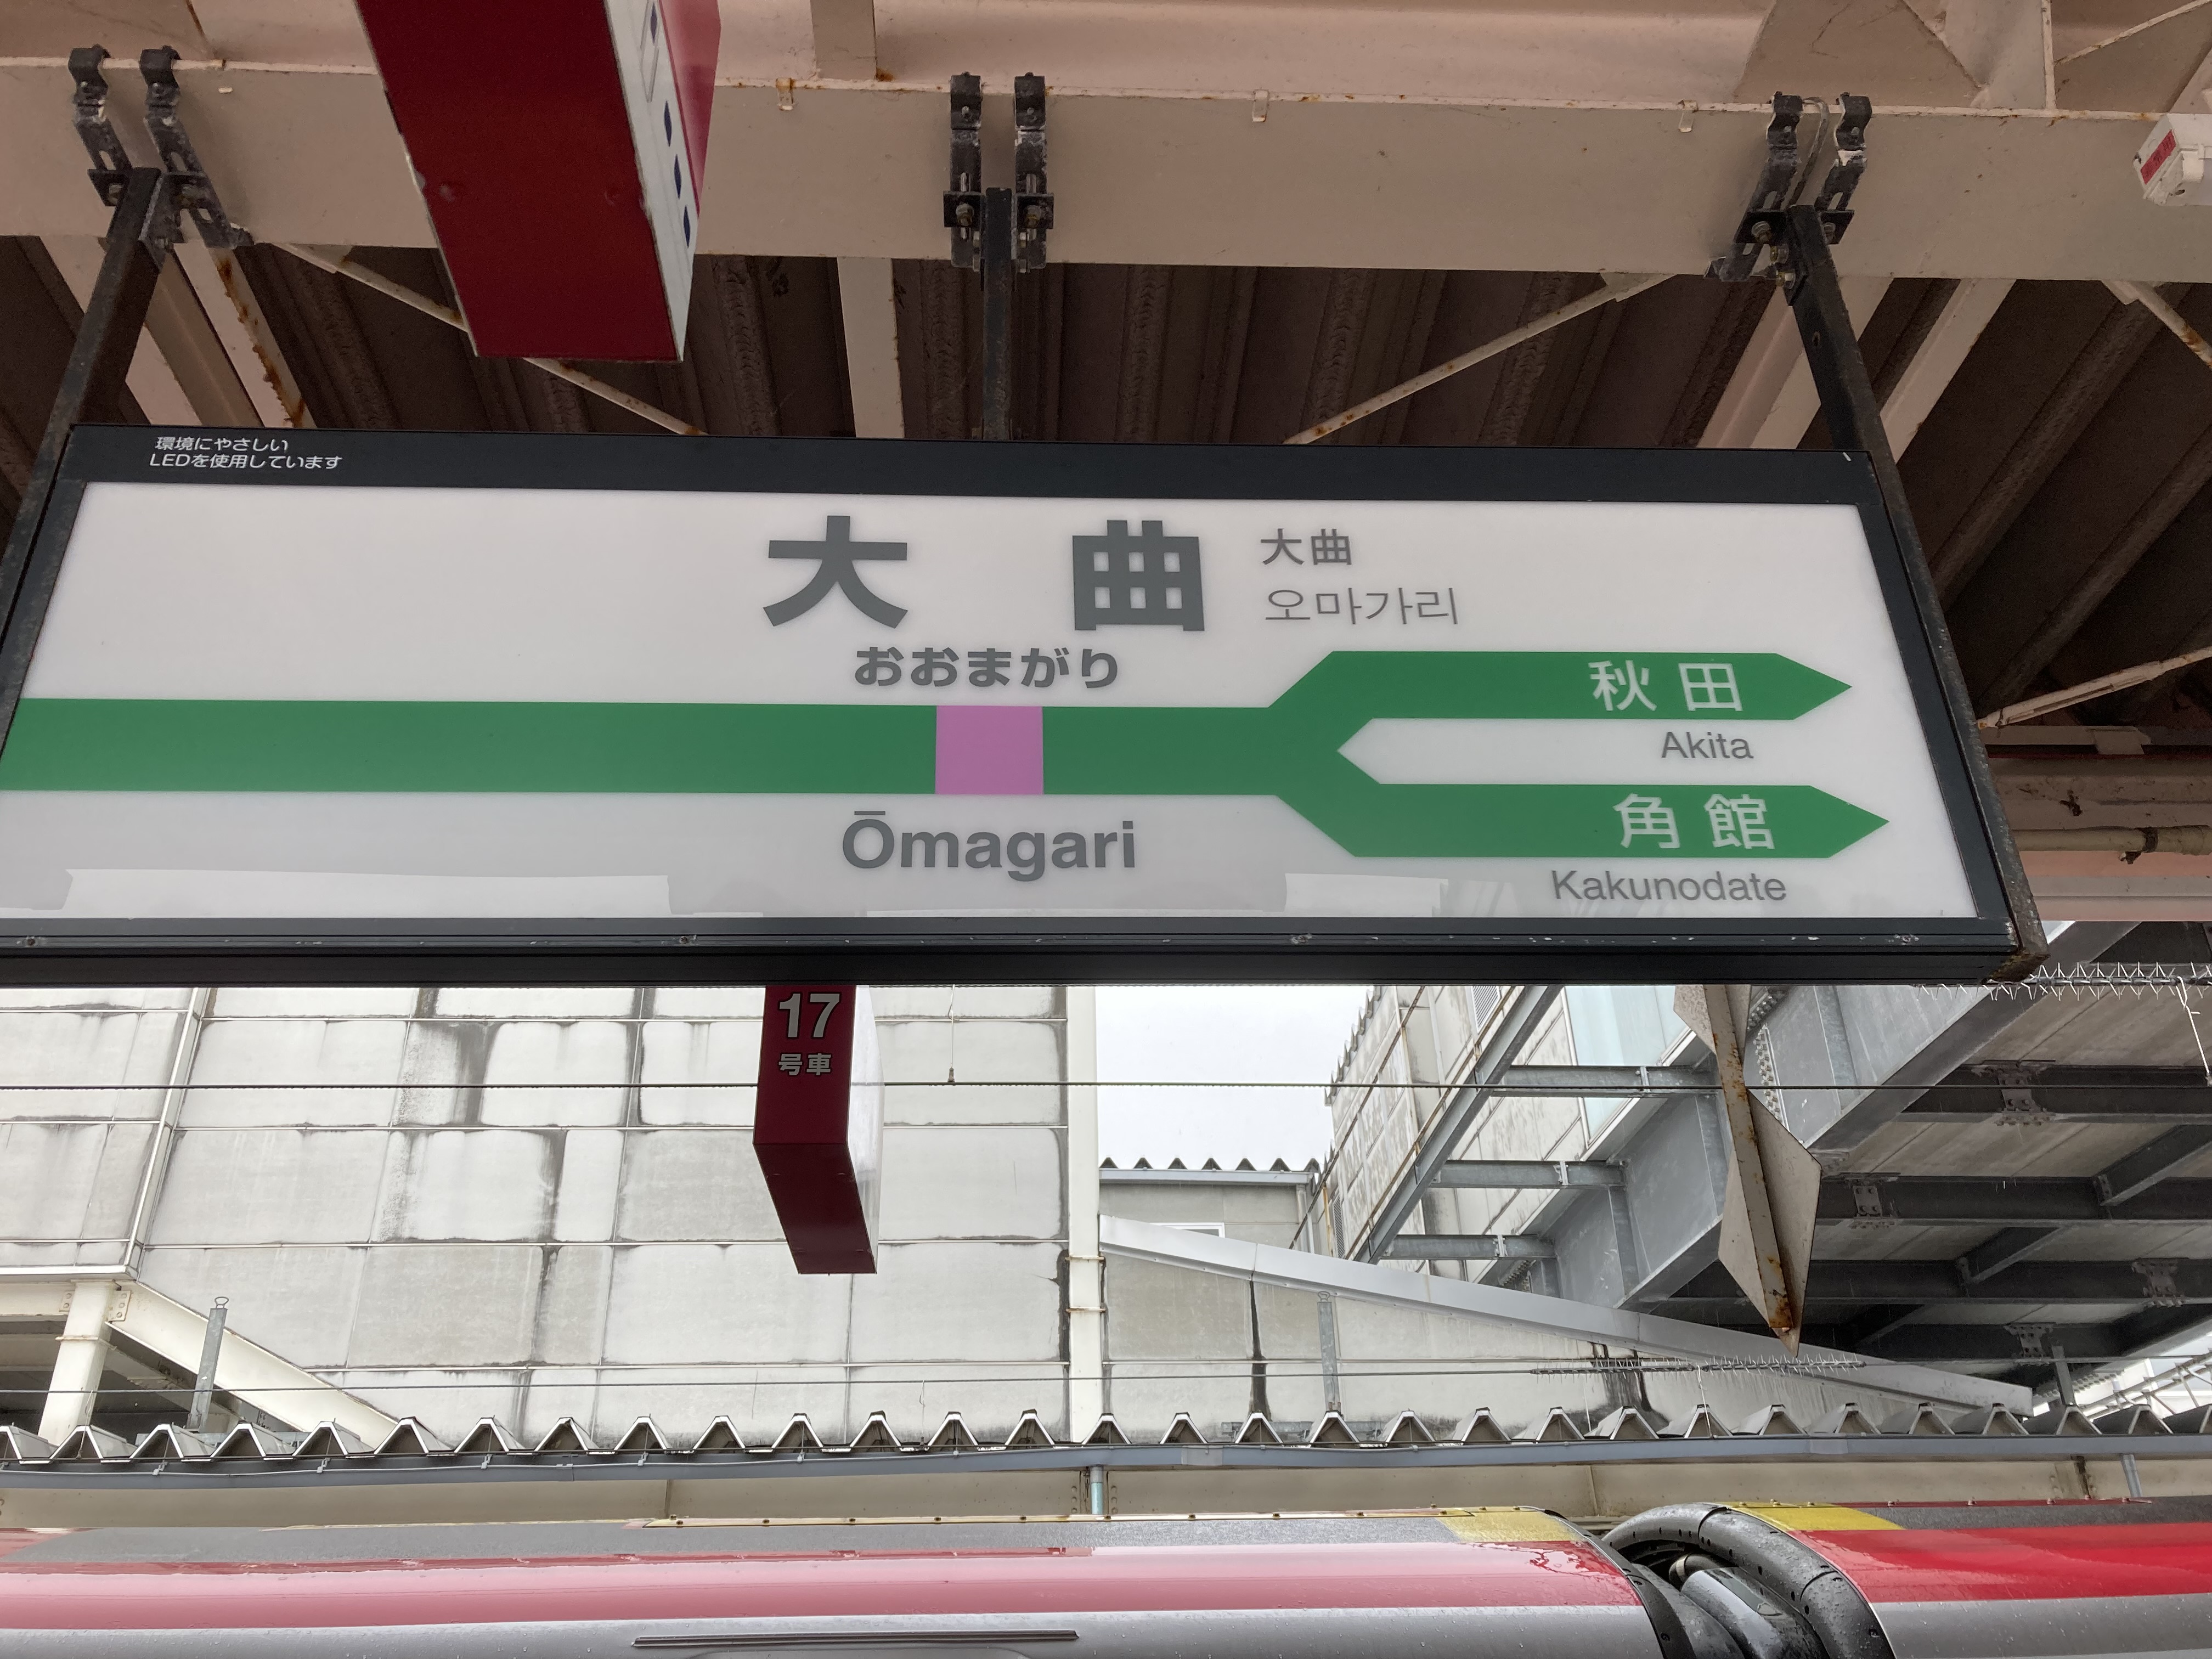 環境にやさしい
LEDを使用しています
大曲
大曲
오마가리
おおまがり
秋田
Akita
Ōmagari
角館
Kakunodate
17
号車